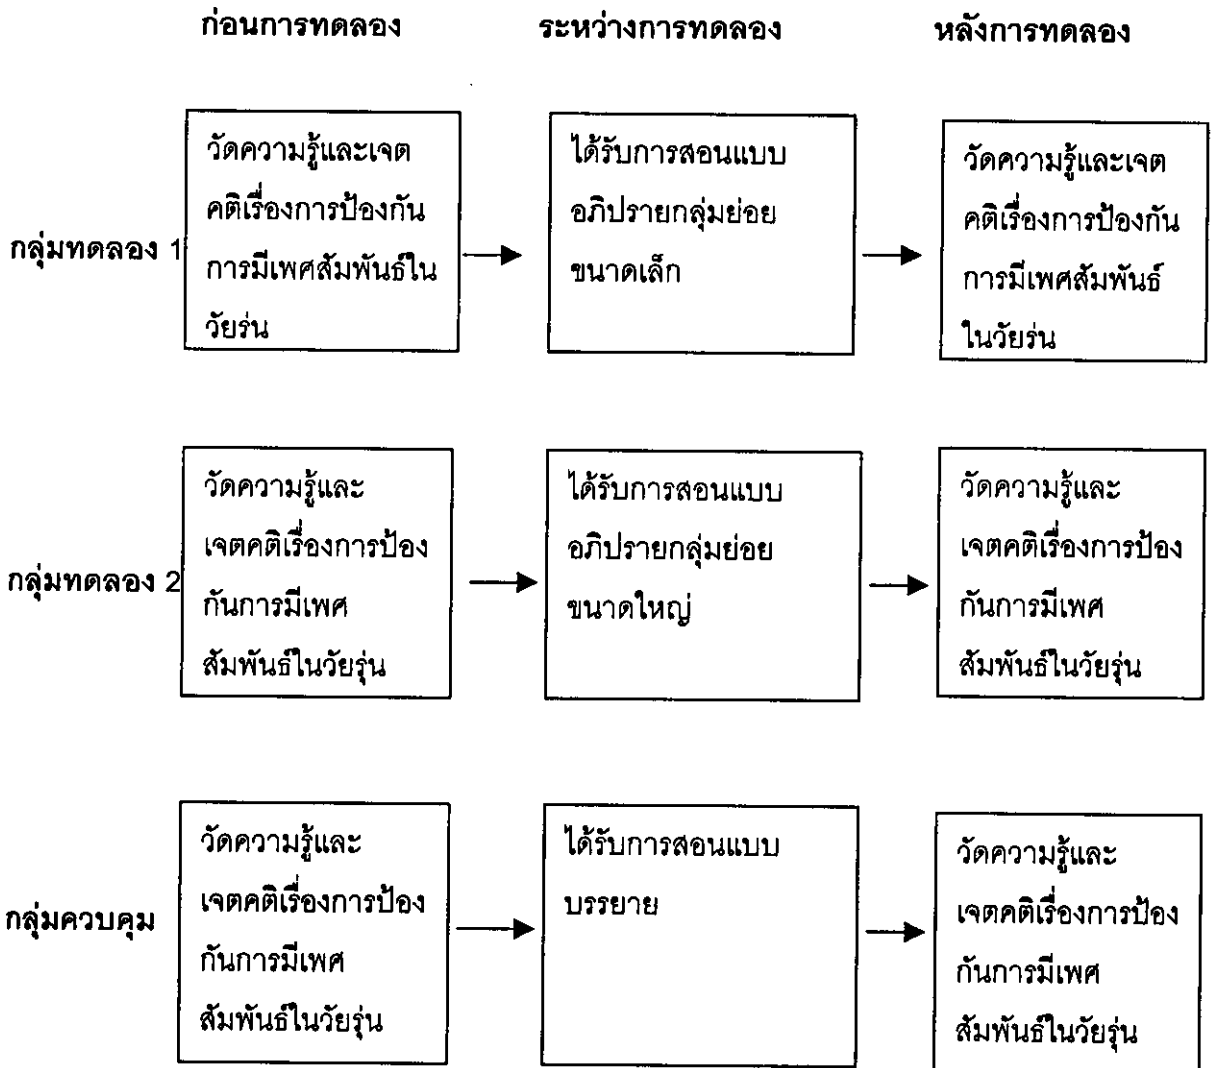 ก่อนการทดลอง ระหว่างการทดลอง หลังการทดลอง
กลุ่มทดลอง 1
วัดความรู้และเจต
คติเรื่องการป้องกัน
การมีเพศสัมพันธ์ใน
วัยร่น
ได้รับการสอนแบบ
อภิปรายกลุ่มย่อย
ขนาดเล็ก
วัดความรู้และเจต
คติเรื่องการป้องกัน
การมีเพศสัมพันธ์
ในวัยร่น
กลุ่มทดลอง 2
วัดความรู้และ
เจตคติเรื่องการป้อง
กันการมีเพศ
สัมพันธ์ในวัยรุ่น
ได้รับการสอนแบบ
อภิปรายกลุ่มย่อย
ขนาดใหญ่
วัดความรู้และ
เจตคติเรื่องการป้อง
กันการมีเพศ
สัมพันธ์ในวัยรุ่น
กลุ่มควบคุม
วัดความรู้และ
เจตคติเรื่องการป้อง
กันการมีเพศ
สัมพันธ์ในวัยรุ่น
ได้รับการสอนแบบ
บรรยาย
วัดความรู้และ
เจตคติเรื่องการป้อง
กันการมีเพศ
สัมพันธ์ในวัยรุ่น